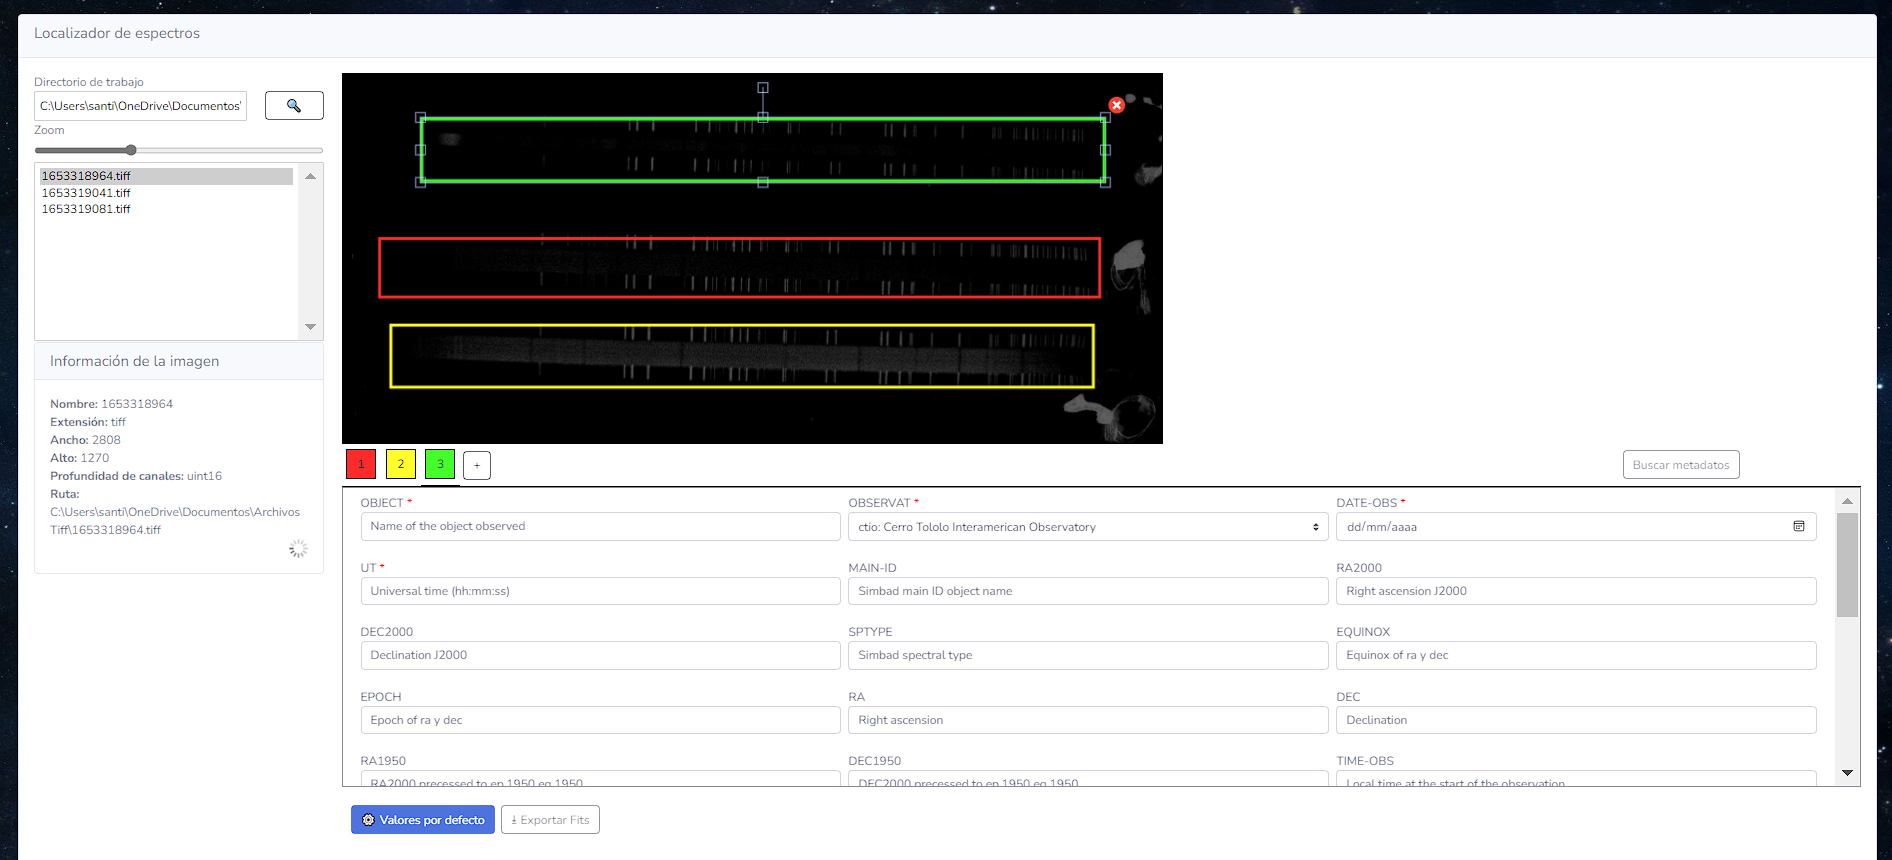 Localizador de espectros
Directorio de trabajo
C:\Users\santi\OneDrive\Documentos\
Zoom
1653318964.tiff
1653319041.tiff
1653319081.tiff
Información de la imagen
Nombre: 1653318964
Extensión: tiff
Ancho: 2808
Alto: 1270
Profundidad de canales: uint16
Ruta:
C:\Users\santi\OneDrive\Documentos\Archivos
Tiff\1653318964.tiff
1 2 3 +
Buscar metadatos
OBJECT * OBSERVAT * DATE-OBS *
Name of the object observed ctio: Cerro Tololo Interamerican Observatory dd/mm/aaaa
UT * MAIN-ID RA2000
Universal time (hh:mm:ss) Simbad main ID object name Right ascension J2000
DEC2000 SPTYPE EQUINOX
Declination J2000 Simbad spectral type Equinox of ra y dec
EPOCH RA DEC
Epoch of ra y dec Right ascension Declination
RA1950 DEC1950 TIME-OBS
RA2000 precessed to ep 1950 eq 1950 DEC2000 precessed to ep 1950 eq 1950 Local time at the start of the observation
Valores por defecto Exportar Fits